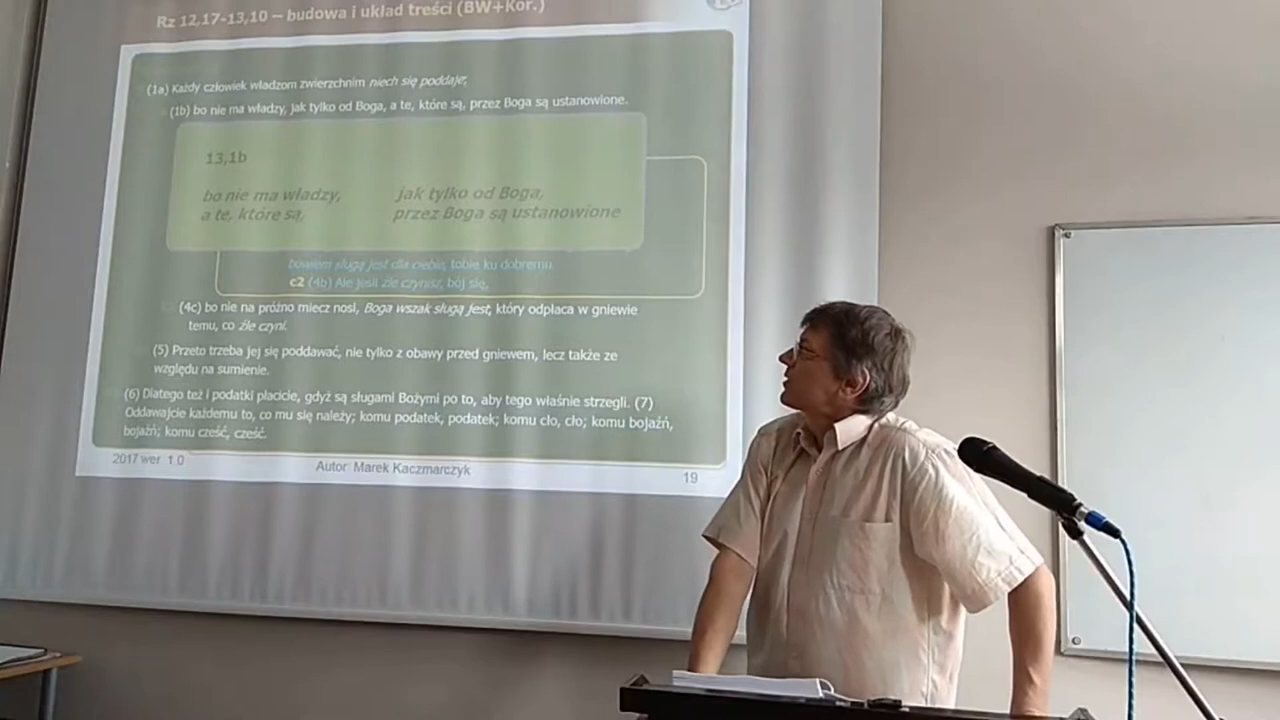 Rz 12,17-13,10 – budowa i układ treści (BW+Kor.)
(1a) Każdy człowiek władzom zwierzchnim niech się poddaje;
(1b) bo nie ma władzy, jak tylko od Boga, a te, które są, przez Boga są ustanowione.
13,1b
bo nie ma władzy, jak tylko od Boga,
a te, które są, przez Boga są ustanowione
bowiem sługą jest dla ciebie, tobie ku dobremu.
c2 (4b) Ale jeśli źle czynisz, bój się,
(4c) bo nie na próżno miecz nosi, Boga wszak sługą jest, który odpłaca w gniewie
temu, co źle czyni.
(5) Przeto trzeba jej się poddawać, nie tylko z obawy przed gniewem, lecz także ze
względu na sumienie.
(6) Dlatego też i podatki płacicie, gdyż są sługami Bożymi po to, aby tego właśnie strzegli. (7)
Oddawajcie każdemu to, co mu się należy; komu podatek, podatek; komu cło, cło; komu bojaźń,
bojaźń; komu cześć, cześć.
2017 wer. 1.0 Autor: Marek Kaczmarczyk 19